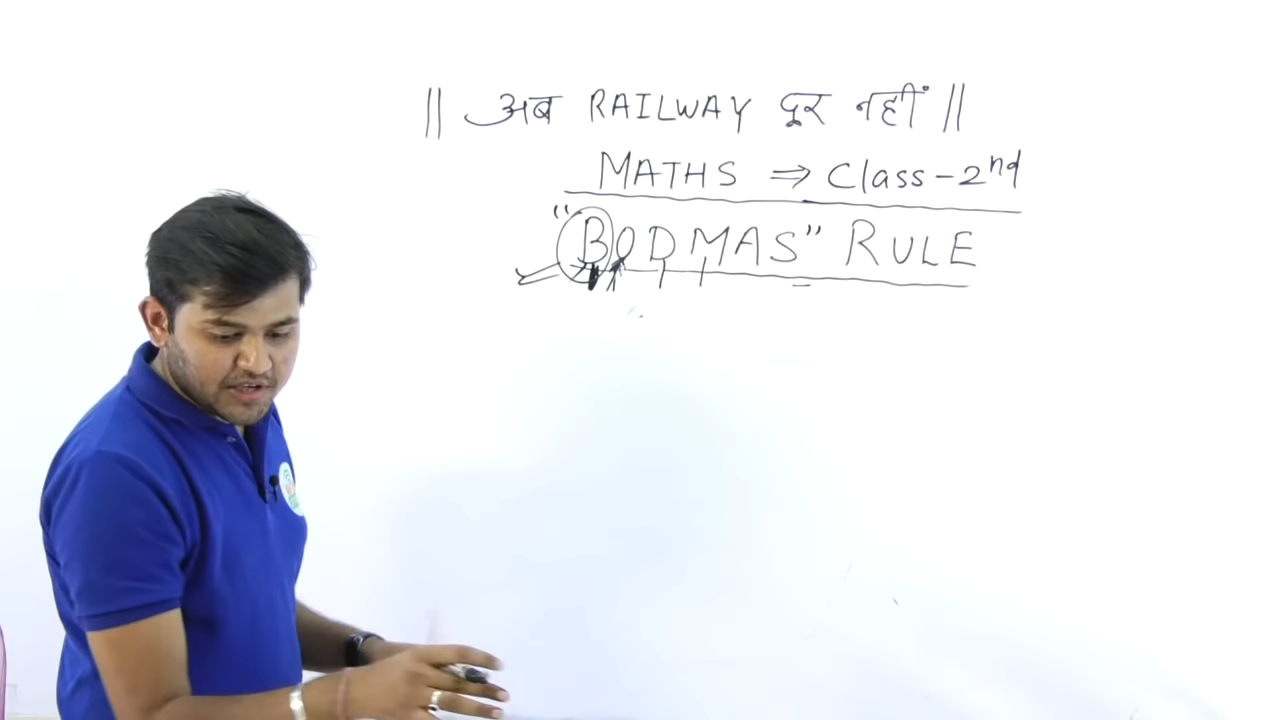 || अब RAILWAY दूर नहीं ||
MATHS ⇒ Class-2nd
"BODMAS" RULE